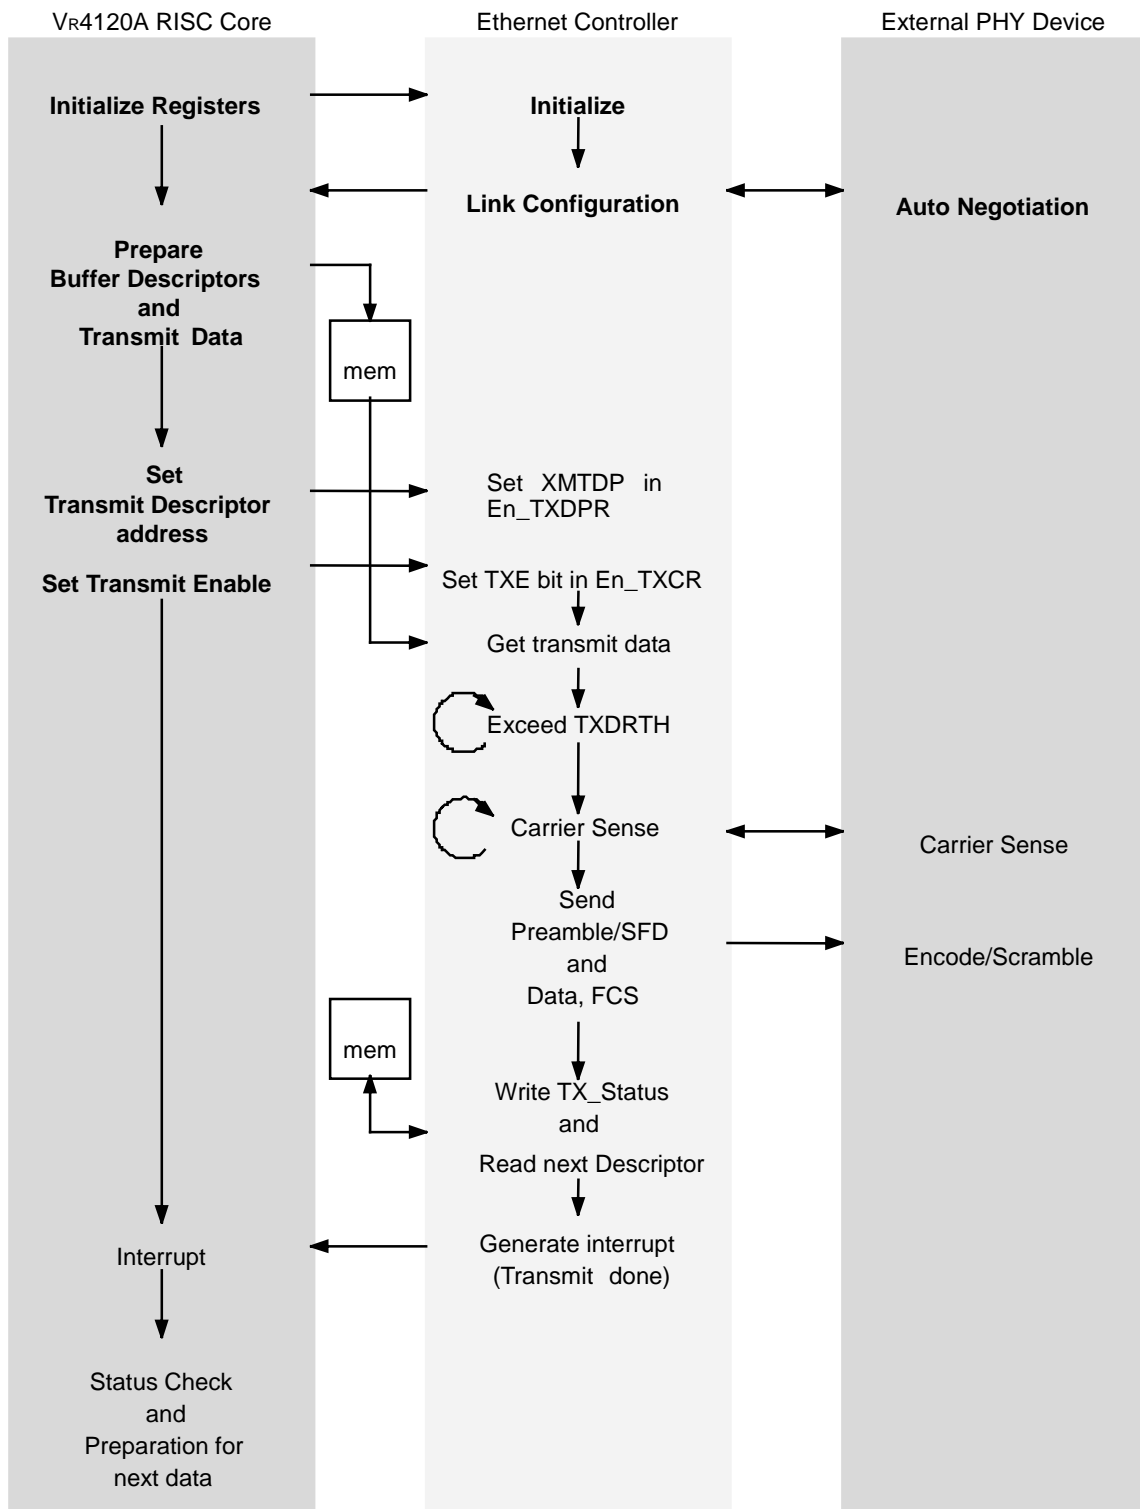 VR4120A RISC Core
Ethernet Controller
External PHY Device
Initialize Registers
Initialize
Link Configuration
Auto Negotiation
Prepare
Buffer Descriptors
and
Transmit Data
mem
Set
Transmit Descriptor
address
Set XMTDP in
En_TXDPR
Set Transmit Enable
Set TXE bit in En_TXCR
Get transmit data
Exceed TXDRTH
Carrier Sense
Carrier Sense
Send
Preamble/SFD
and
Data, FCS
Encode/Scramble
mem
Write TX_Status
and
Read next Descriptor
Interrupt
Generate interrupt
(Transmit done)
Status Check
and
Preparation for
next data